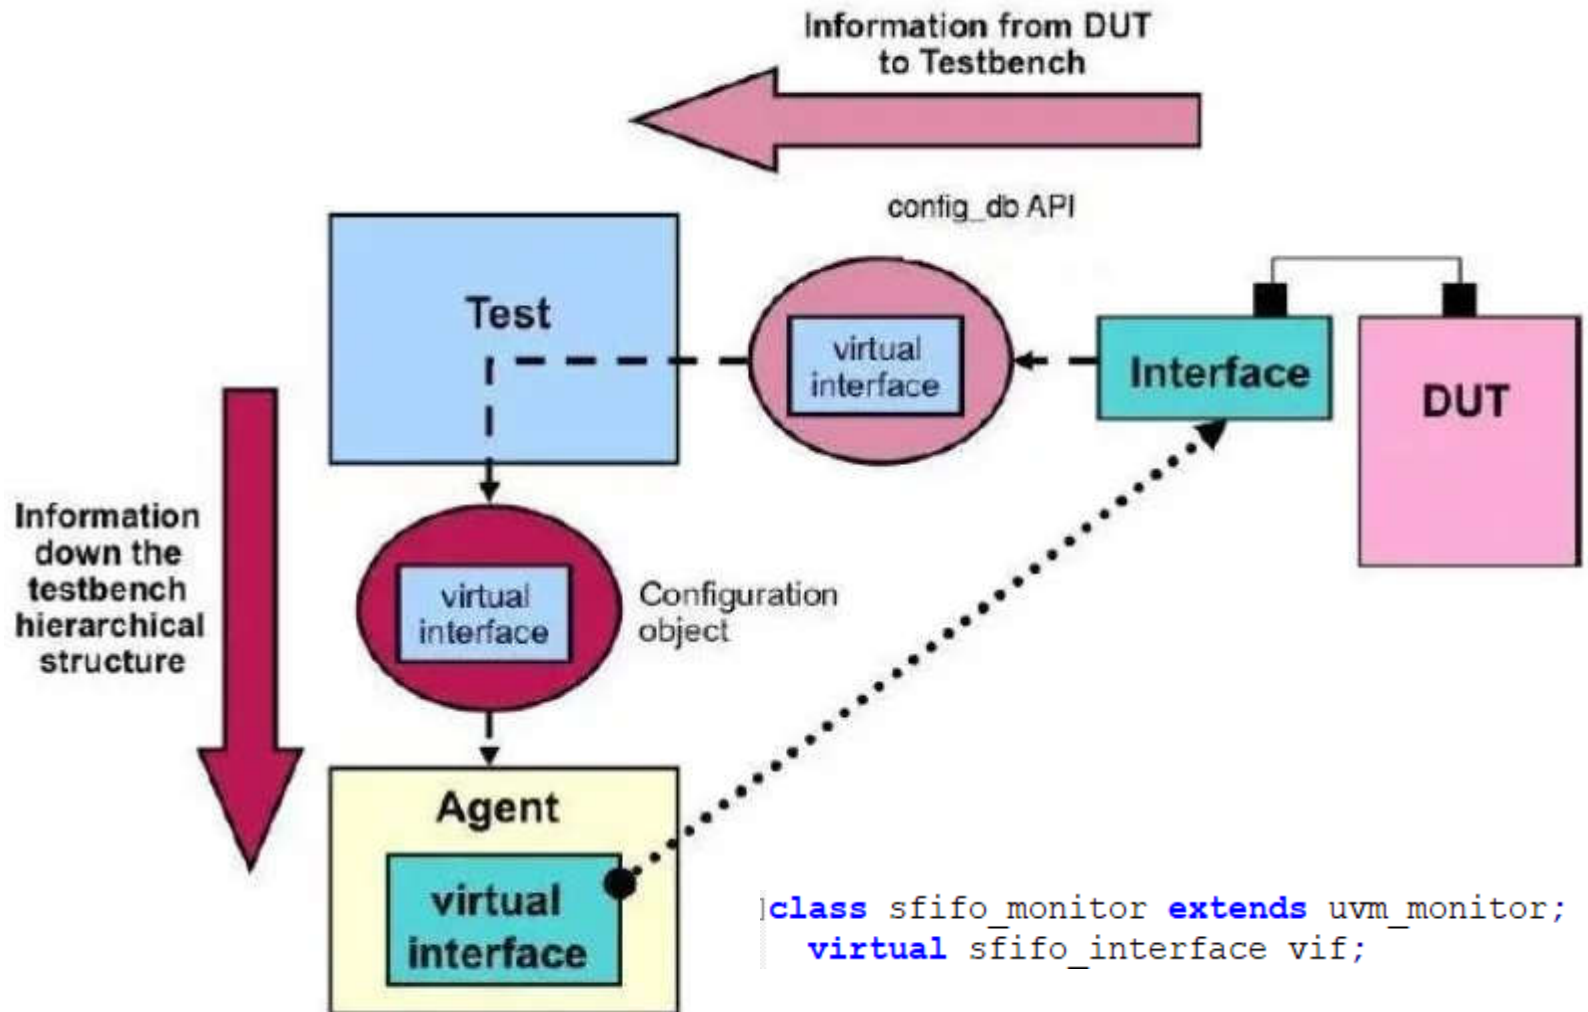 Information from DUT
to Testbench
config_db API
Test
virtual
interface
Interface
DUT
Information
down the
testbench
hierarchical
structure
virtual
interface
Configuration
object
Agent
virtual
interface
class sfifo_monitor extends uvm_monitor;
virtual sfifo_interface vif;